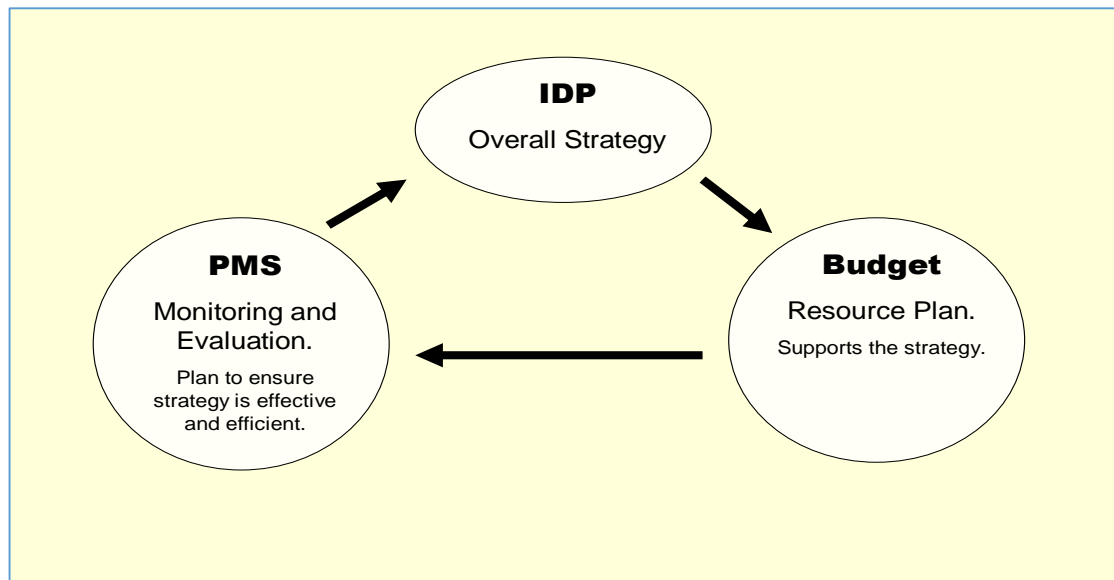 IDP
Overall Strategy
PMS
Monitoring and
Evaluation.
Plan to ensure
strategy is effective
and efficient.
Budget
Resource Plan.
Supports the strategy.